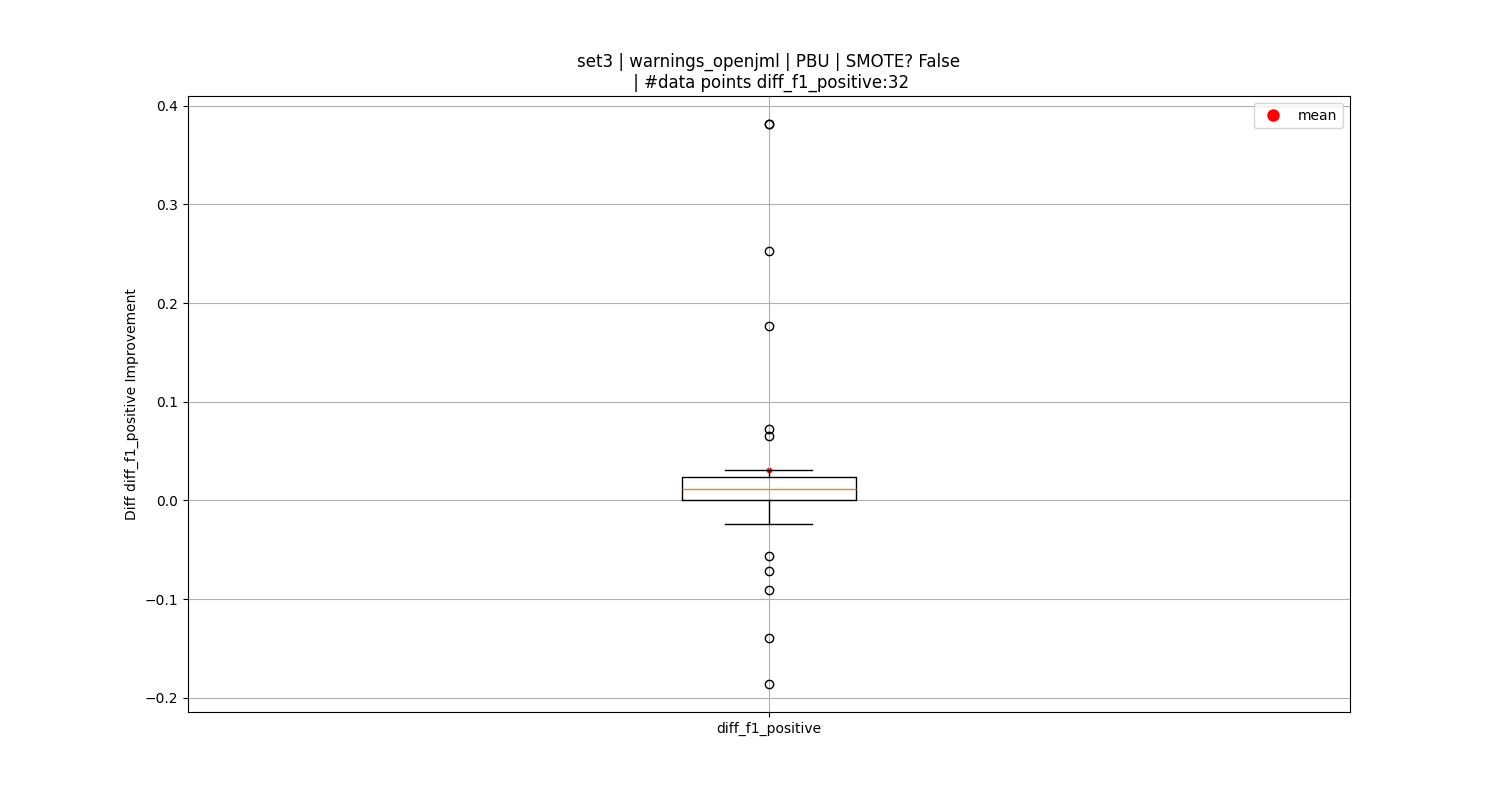 set3 | warnings_openjml | PBU | SMOTE? False
| #data points diff_f1_positive:32
mean
0.4
0.3
0.2
0.1
0.0
−0.1
−0.2
Diff diff_f1_positive Improvement
diff_f1_positive